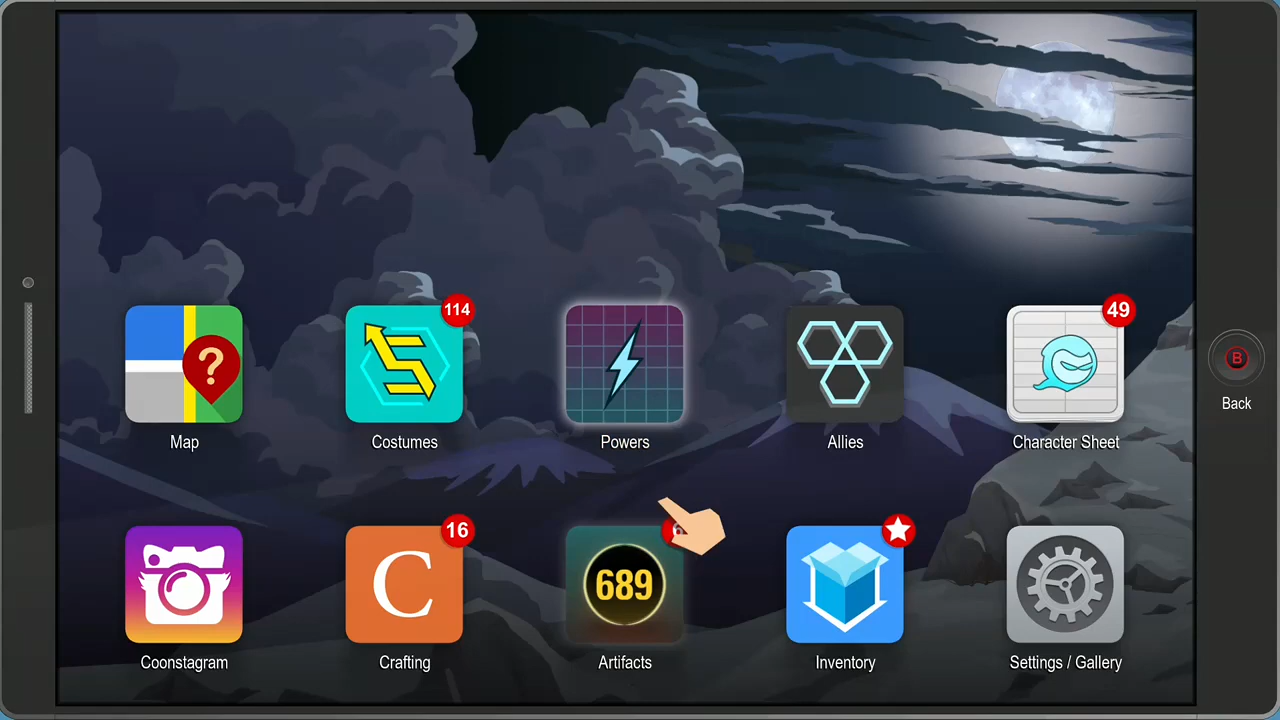 114
49
?
B
Map
Costumes
Powers
Allies
Character Sheet
Back
16
C
689
Coonstagram
Crafting
Artifacts
Inventory
Settings / Gallery